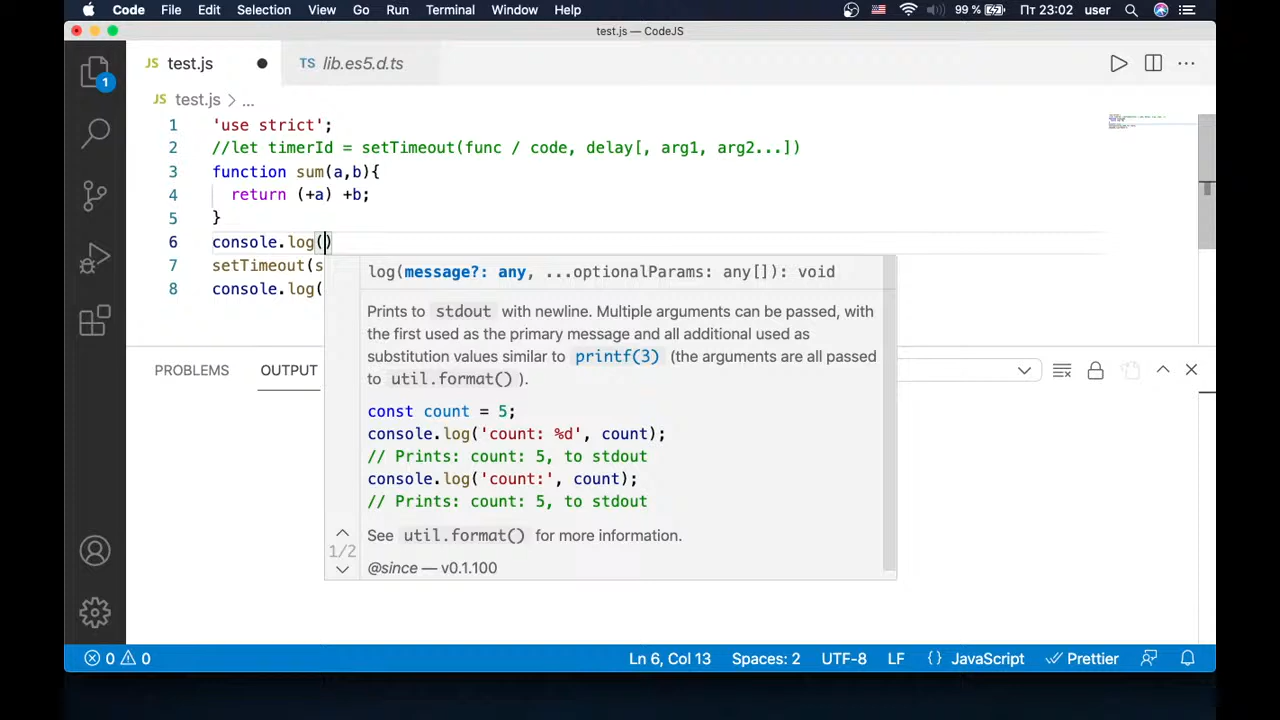 Code File Edit Selection View Go Run Terminal Window Help 99 % Пт 23:02 user
test.js — CodeJS
JS test.js TS lib.es5.d.ts
1
JS test.js > ...
1 'use strict';
2 //let timerId = setTimeout(func / code, delay[, arg1, arg2...])
3 function sum(a,b){
4 return (+a) +b;
5 }
6 console.log()
7 setTimeout(s
8 console.log(
log(message?: any, ...optionalParams: any[]): void
Prints to stdout with newline. Multiple arguments can be passed, with
the first used as the primary message and all additional used as
substitution values similar to printf(3) (the arguments are all passed
to util.format() ).
const count = 5;
console.log('count: %d', count);
// Prints: count: 5, to stdout
console.log('count:', count);
// Prints: count: 5, to stdout
See util.format() for more information.
1/2
@since — v0.1.100
PROBLEMS OUTPUT
0 0 Ln 6, Col 13 Spaces: 2 UTF-8 LF {} JavaScript Prettier